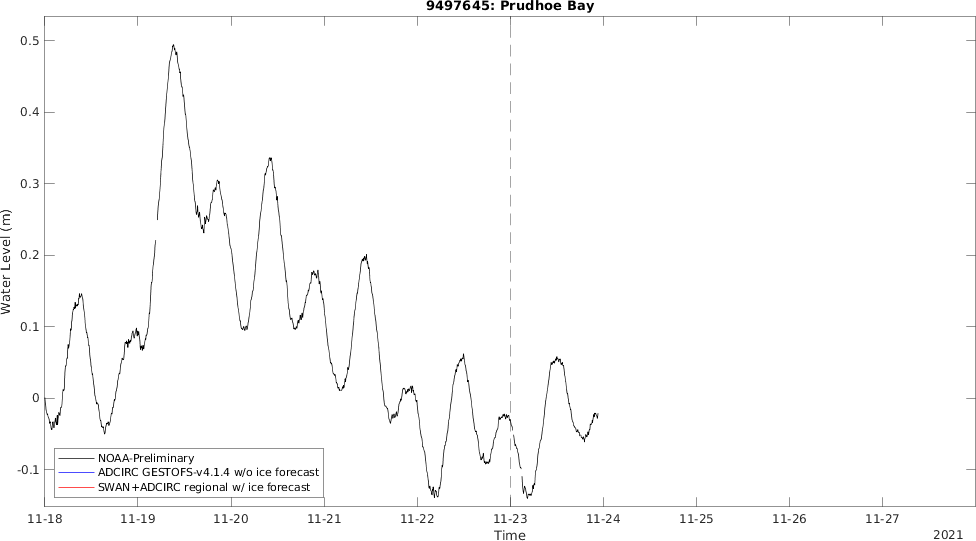 9497645: Prudhoe Bay
Water Level (m)
0.5
0.4
0.3
0.2
0.1
0
-0.1
NOAA-Preliminary
ADCIRC GESTOFS-v4.1.4 w/o ice forecast
SWAN+ADCIRC regional w/ ice forecast
11-18 11-19 11-20 11-21 11-22 11-23 11-24 11-25 11-26 11-27
Time
2021